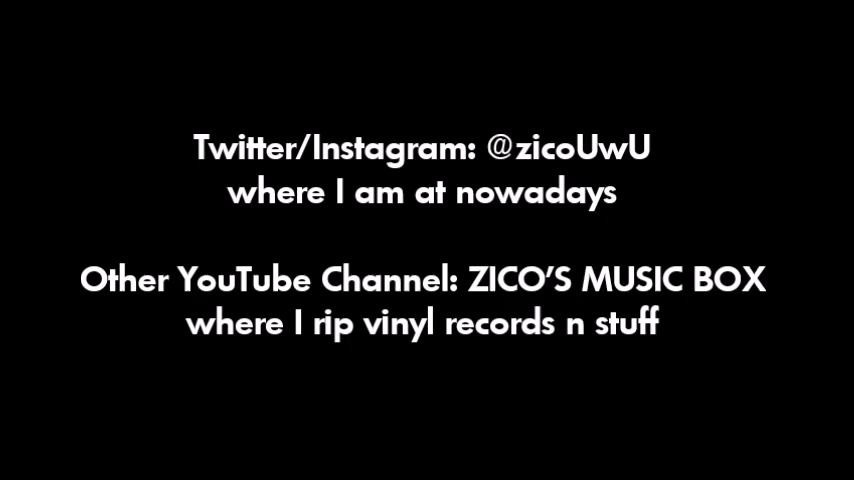 Twitter/Instagram: @zicoUwU
where I am at nowadays
Other YouTube Channel: ZICO’S MUSIC BOX
where I rip vinyl records n stuff